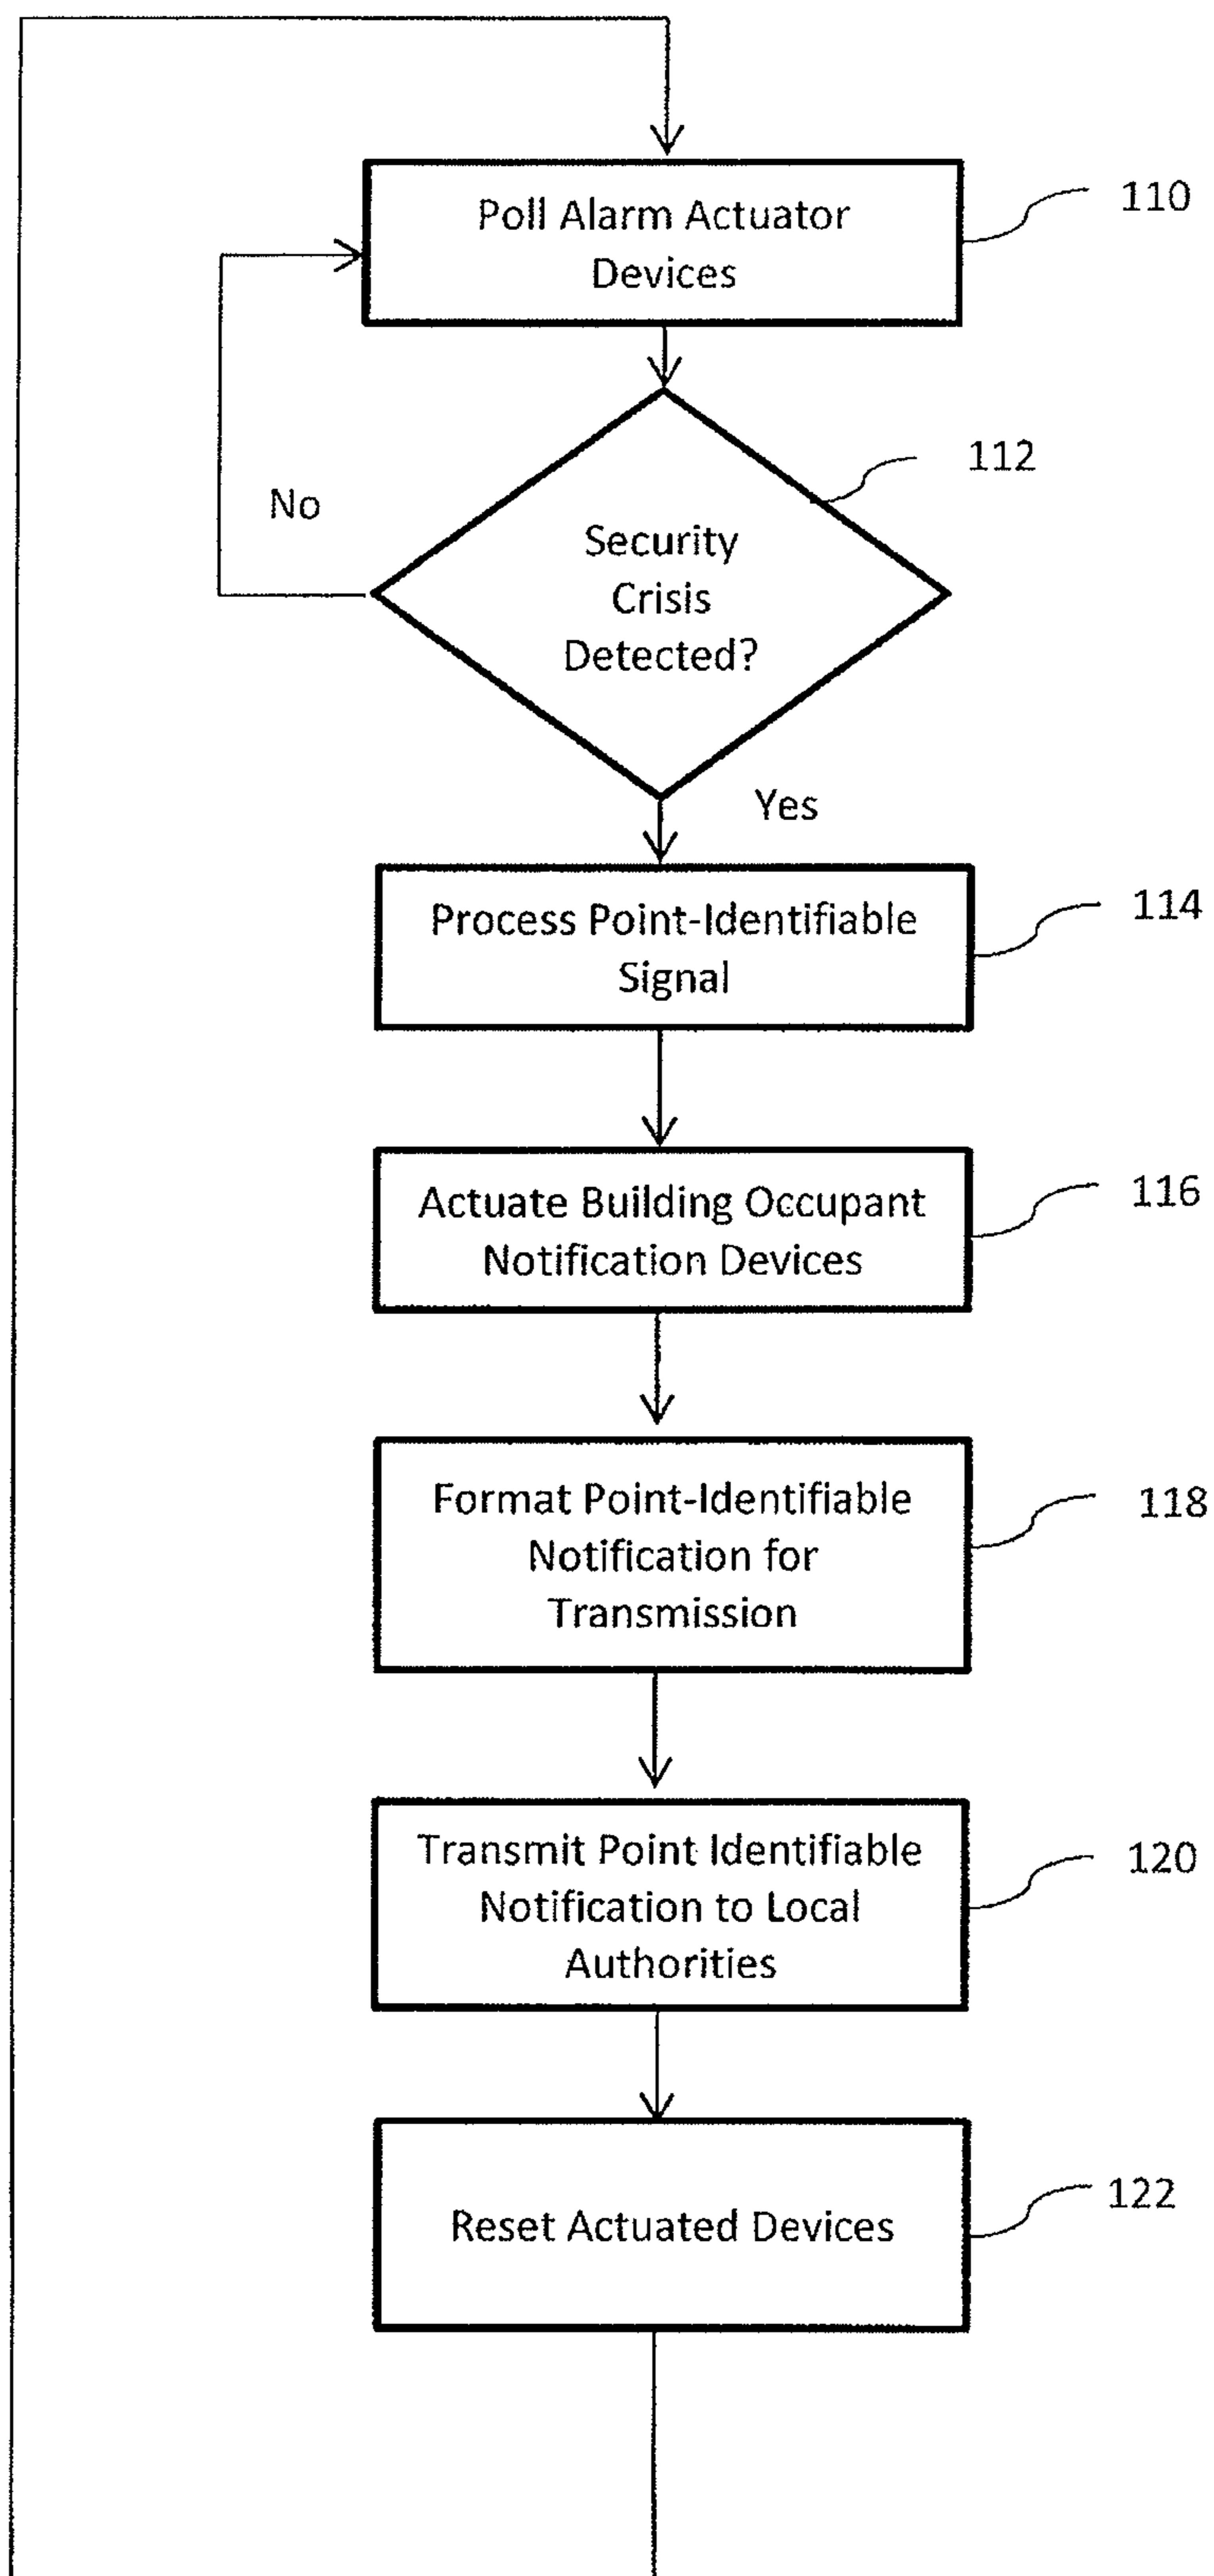 Poll Alarm Actuator
Devices
110
112
No
Security
Crisis
Detected?
Yes
Process Point-Identifiable
Signal
114
Actuate Building Occupant
Notification Devices
116
Format Point-Identifiable
Notification for
Transmission
118
Transmit Point Identifiable
Notification to Local
Authorities
120
Reset Actuated Devices
122